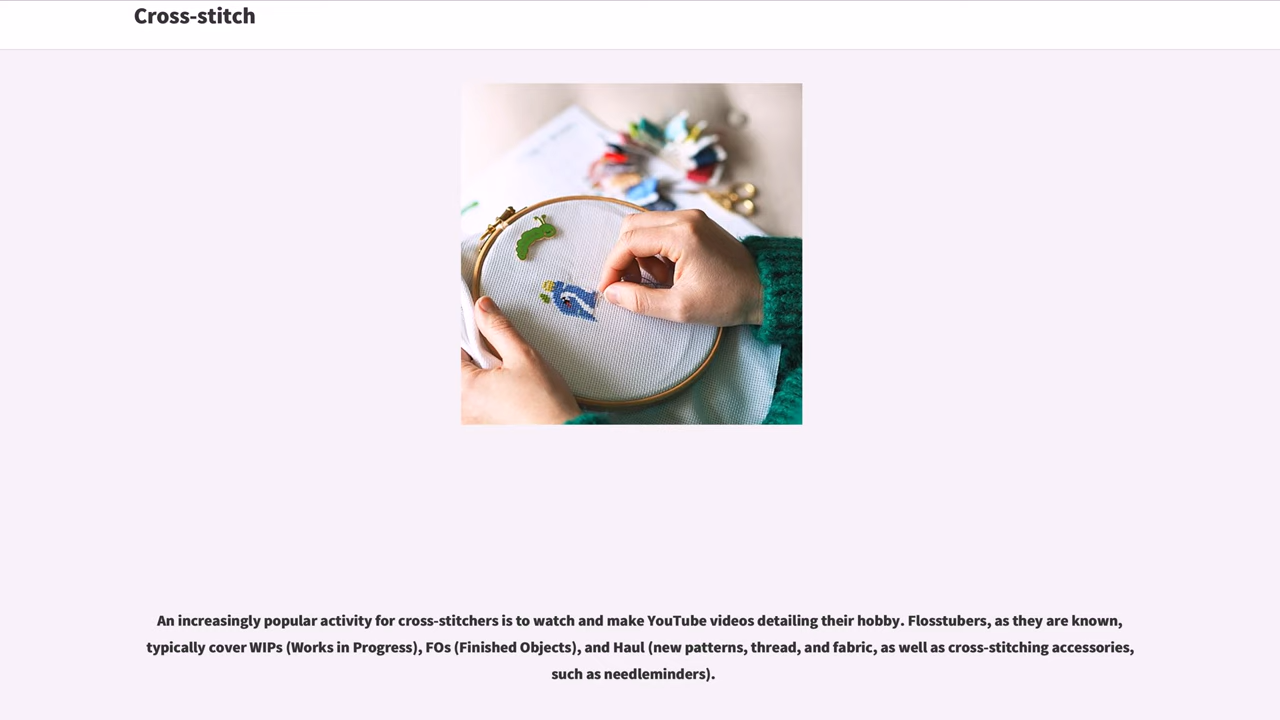 Cross-stitch
An increasingly popular activity for cross-stitchers is to watch and make YouTube videos detailing their hobby. Flosstubers, as they are known,
typically cover WIPs (Works in Progress), FOs (Finished Objects), and Haul (new patterns, thread, and fabric, as well as cross-stitching accessories,
such as needleminders).